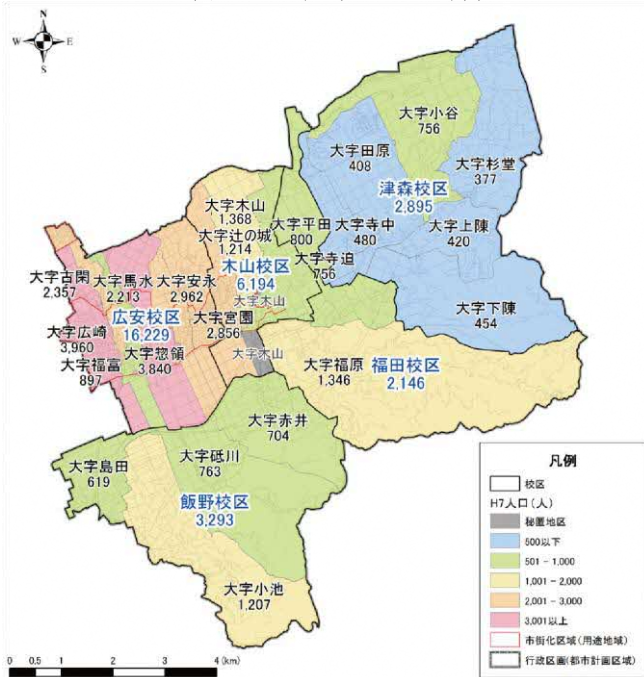 N
W E
S
大字小谷
756
大字田原
408
大字杉堂
377
津森校区
2,895
大字木山
1,368
大字平田
800
大字寺中
480
大字上陳
420
大字辻の城
1,214
大字寺迫
756
木山校区
6,194
大字古閑
2,357
大字馬水
2,213
大字安永
2,962
大字木山
大字下陳
454
広安校区
16,229
大字宮園
2,856
大字広崎
3,960
大字木山
大字福富
897
大字惣領
3,840
大字福原
1,346
福田校区
2,146
大字赤井
704
大字島田
619
大字砥川
763
飯野校区
3,293
大字小池
1,207
凡例
校区
H7人口(人)
秘匿地区
500以下
501 - 1,000
1,001 - 2,000
2,001 - 3,000
3,001以上
市街化区域(用途地域)
行政区画(都市計画区域)
0 0.5 1 2 3 4 (km)